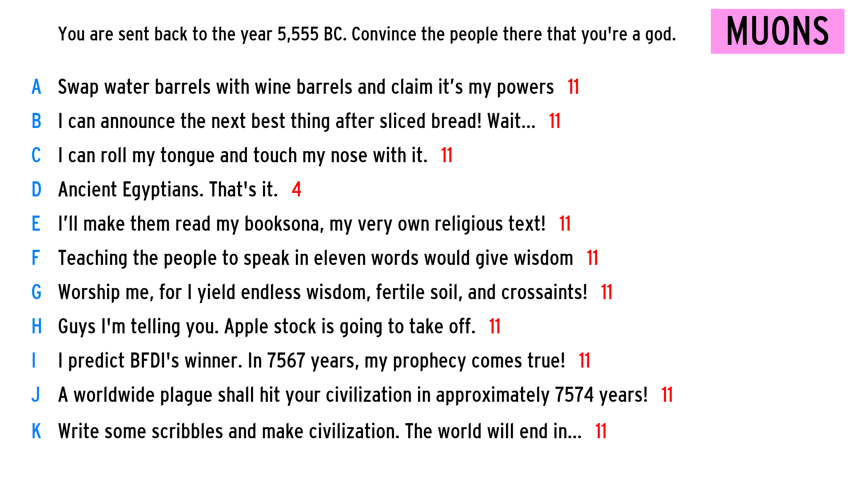 You are sent back to the year 5,555 BC. Convince the people there that you're a god.
MUONS
A Swap water barrels with wine barrels and claim it’s my powers 11
B I can announce the next best thing after sliced bread! Wait... 11
C I can roll my tongue and touch my nose with it. 11
D Ancient Egyptians. That's it. 4
E I’ll make them read my booksona, my very own religious text! 11
F Teaching the people to speak in eleven words would give wisdom 11
G Worship me, for I yield endless wisdom, fertile soil, and crossaints! 11
H Guys I'm telling you. Apple stock is going to take off. 11
I I predict BFDI's winner. In 7567 years, my prophecy comes true! 11
J A worldwide plague shall hit your civilization in approximately 7574 years! 11
K Write some scribbles and make civilization. The world will end in... 11